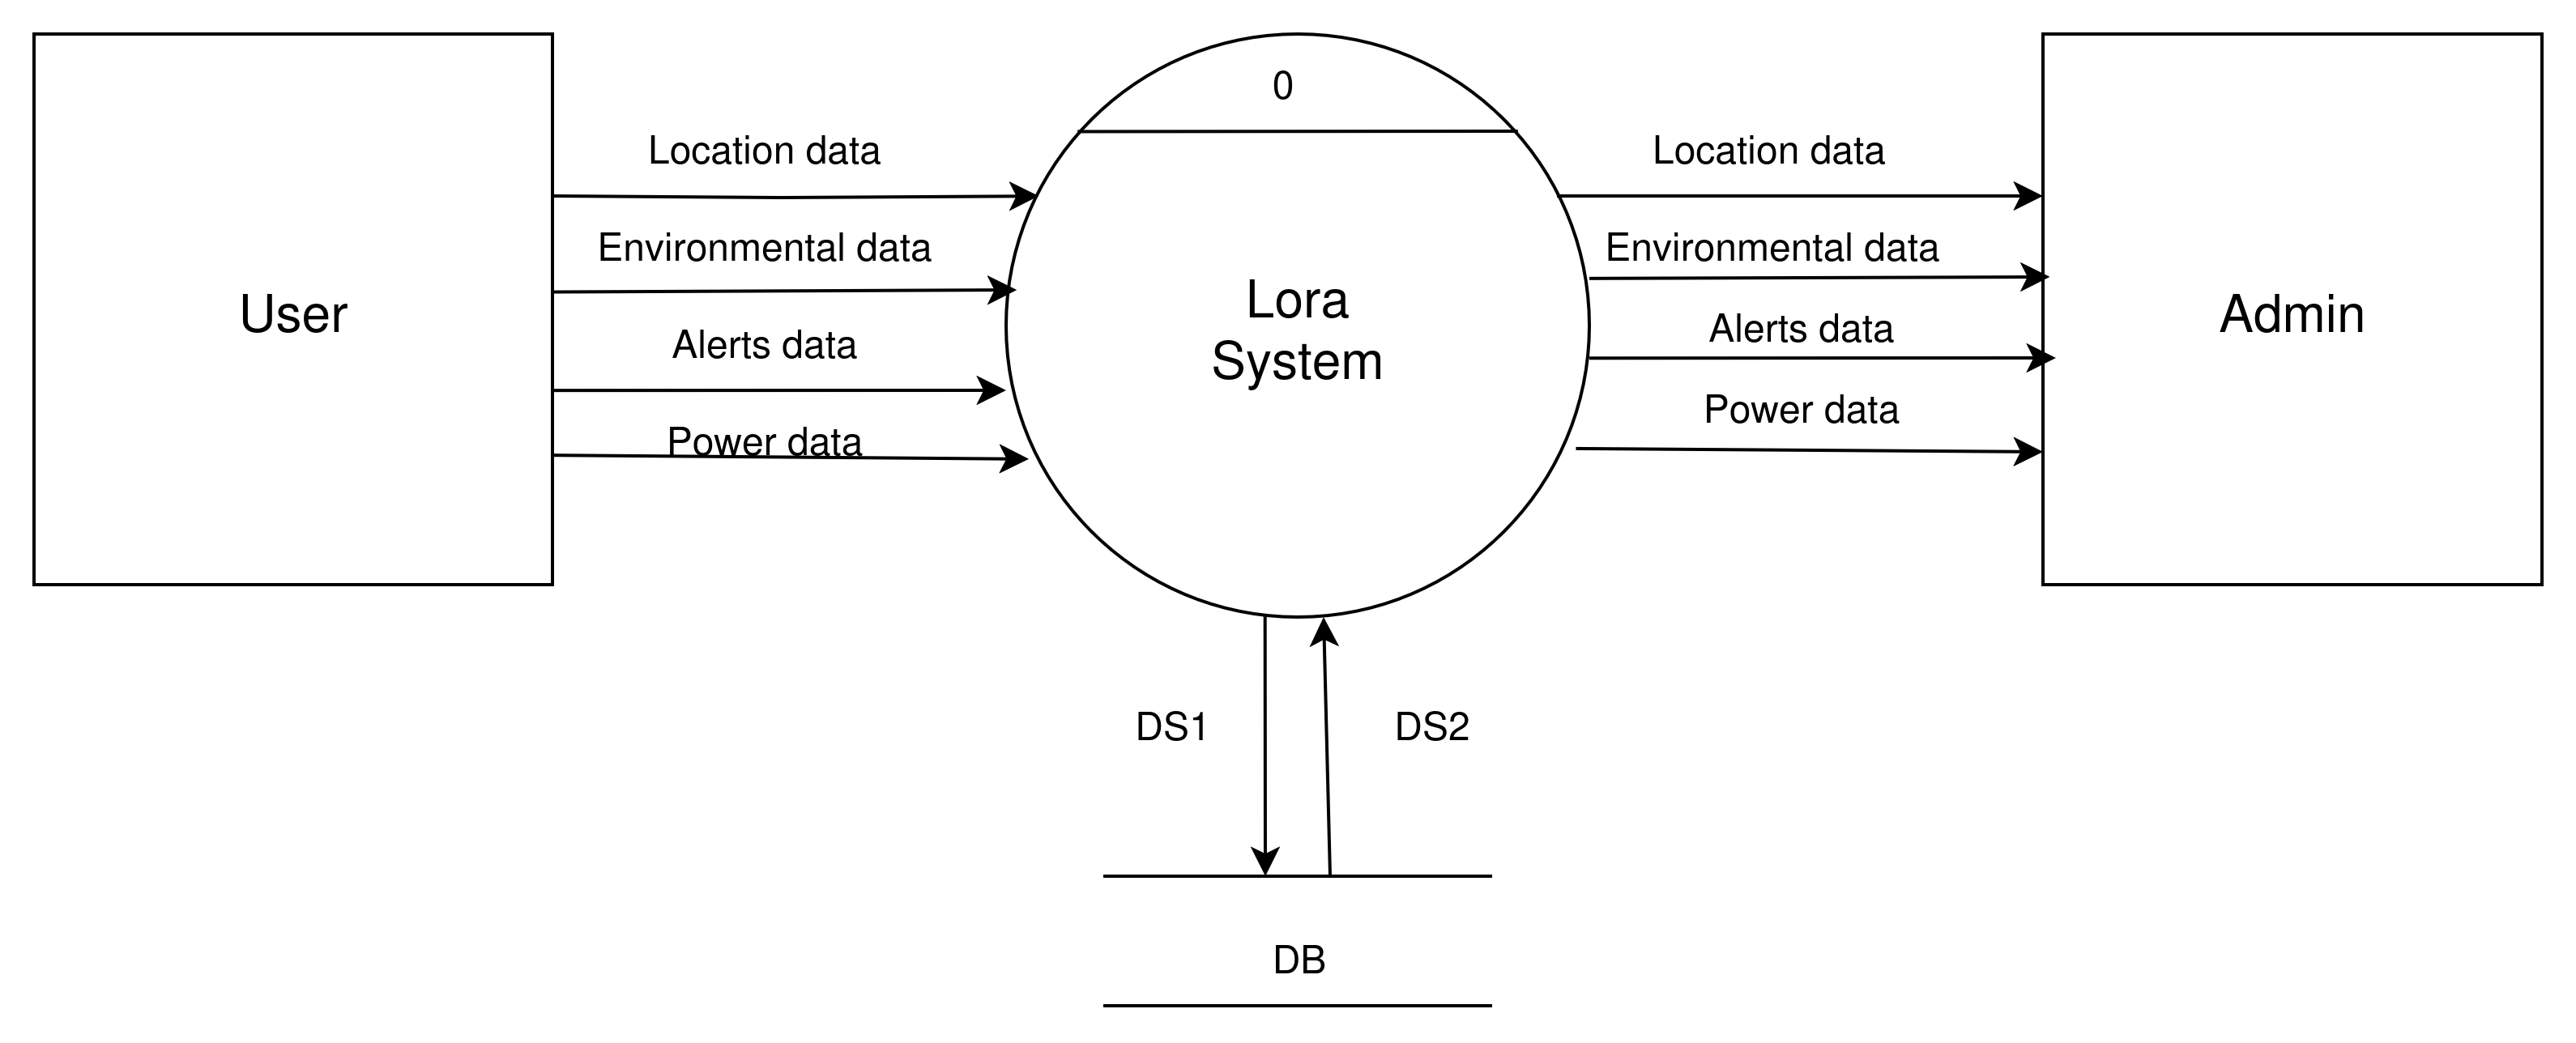 0
Location data
Location data
Environmental data
Environmental data
User
Lora
System
Admin
Alerts data
Alerts data
Power data
Power data
DS1
DS2
DB